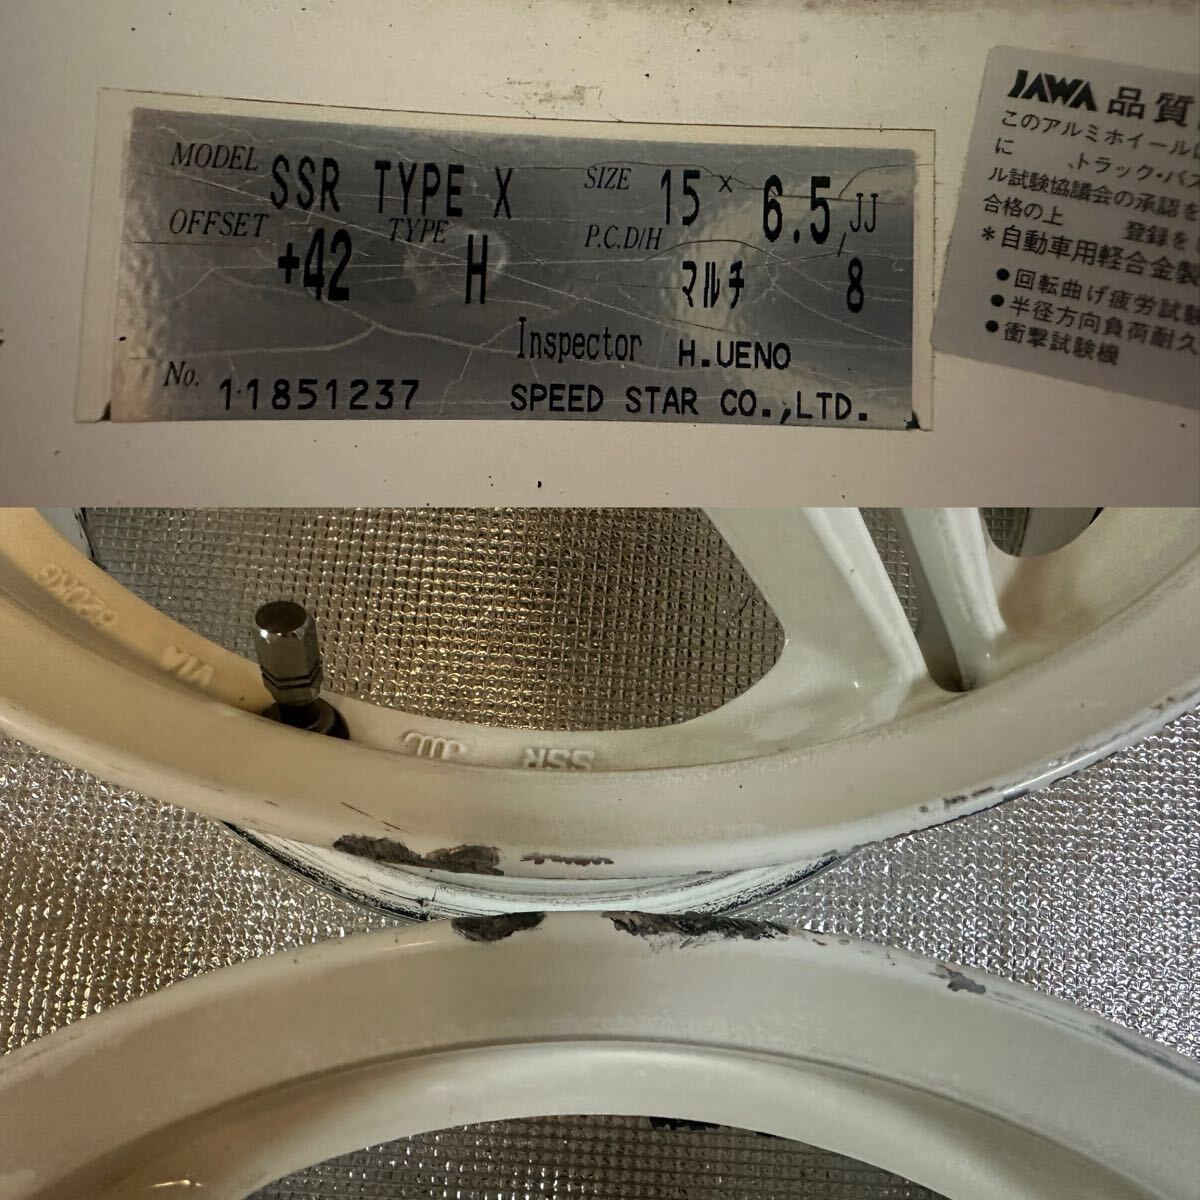 MODEL SSR TYPE X SIZE 15 × 6.5 JJ
OFFSET +42 TYPE H P.C.D/H マルチ / 8
Inspector H.UENO
No. 11851237 SPEED STAR CO.,LTD.
JAWA 品質
このアルミホイールに
に 、トラック・バス
ル試験協議会の承認を
合格の上 登録を
*自動車用軽合金製
●回転曲げ疲労試験
●半径方向負荷耐久
●衝撃試験機
VIA
JWL
SSR